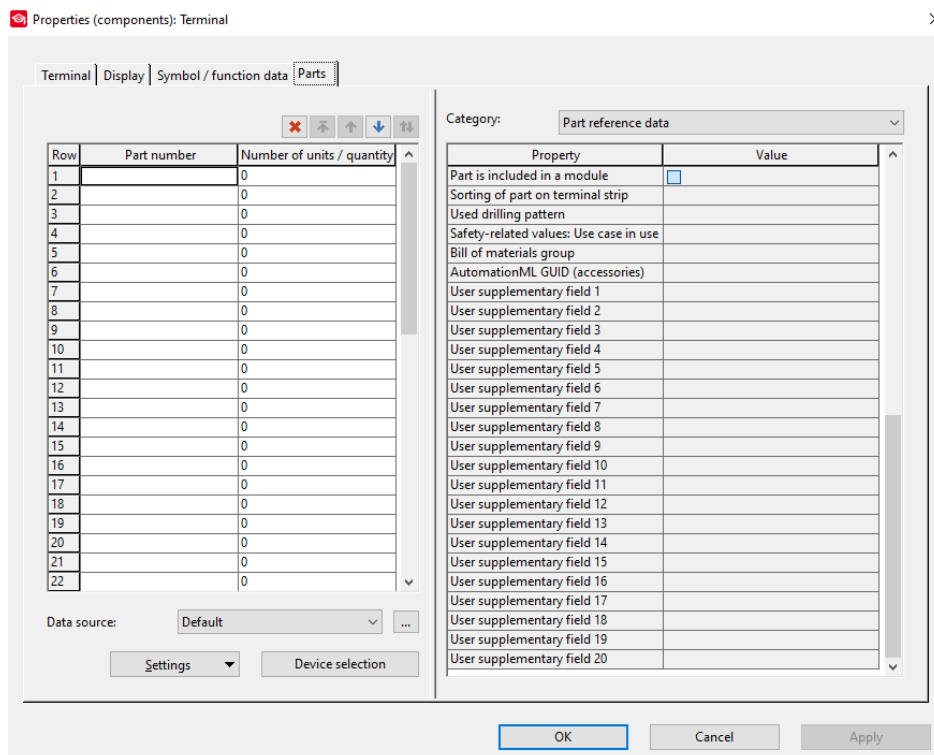 Properties (components): Terminal
Terminal Display Symbol / function data Parts
Category: Part reference data
Row Part number Number of units / quantity
1 0
2 0
3 0
4 0
5 0
6 0
7 0
8 0
9 0
10 0
11 0
12 0
13 0
14 0
15 0
16 0
17 0
18 0
19 0
20 0
21 0
22 0
Data source: Default ...
Settings Device selection
Property Value
Part is included in a module
Sorting of part on terminal strip
Used drilling pattern
Safety-related values: Use case in use
Bill of materials group
AutomationML GUID (accessories)
User supplementary field 1
User supplementary field 2
User supplementary field 3
User supplementary field 4
User supplementary field 5
User supplementary field 6
User supplementary field 7
User supplementary field 8
User supplementary field 9
User supplementary field 10
User supplementary field 11
User supplementary field 12
User supplementary field 13
User supplementary field 14
User supplementary field 15
User supplementary field 16
User supplementary field 17
User supplementary field 18
User supplementary field 19
User supplementary field 20
OK Cancel Apply